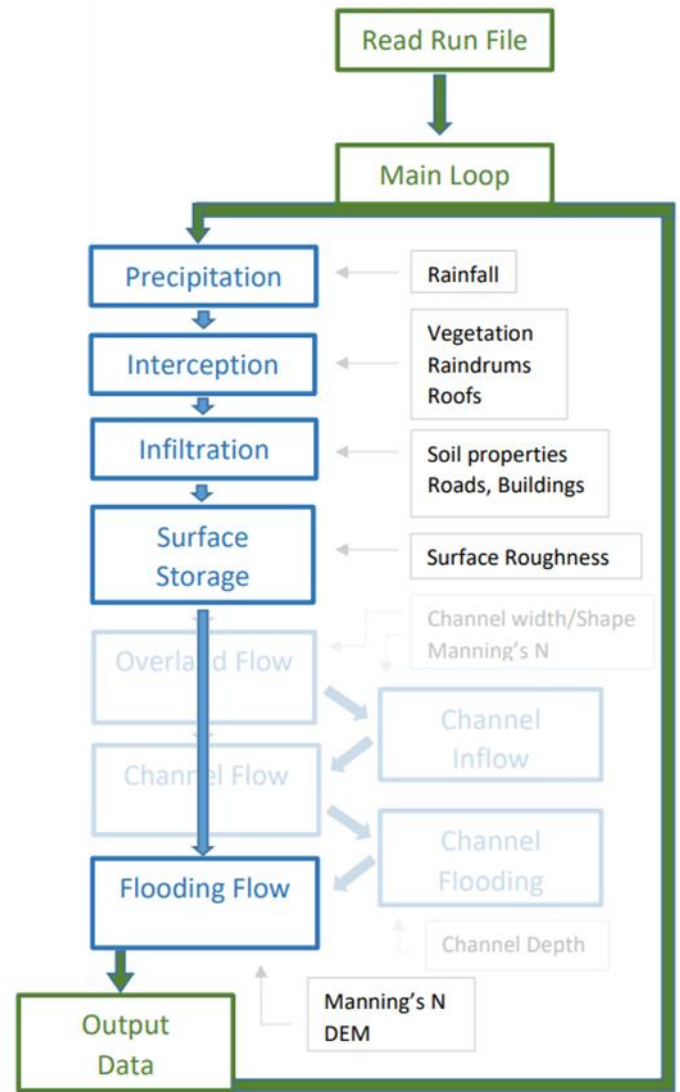 Read Run File
Main Loop
Precipitation
Rainfall
Interception
Vegetation
Raindrums
Roofs
Infiltration
Soil properties
Roads, Buildings
Surface
Storage
Surface Roughness
Channel width/Shape
Manning's N
Overland Flow
Channel
Inflow
Channel Flow
Channel
Flooding
Flooding Flow
Channel Depth
Manning's N
DEM
Output
Data